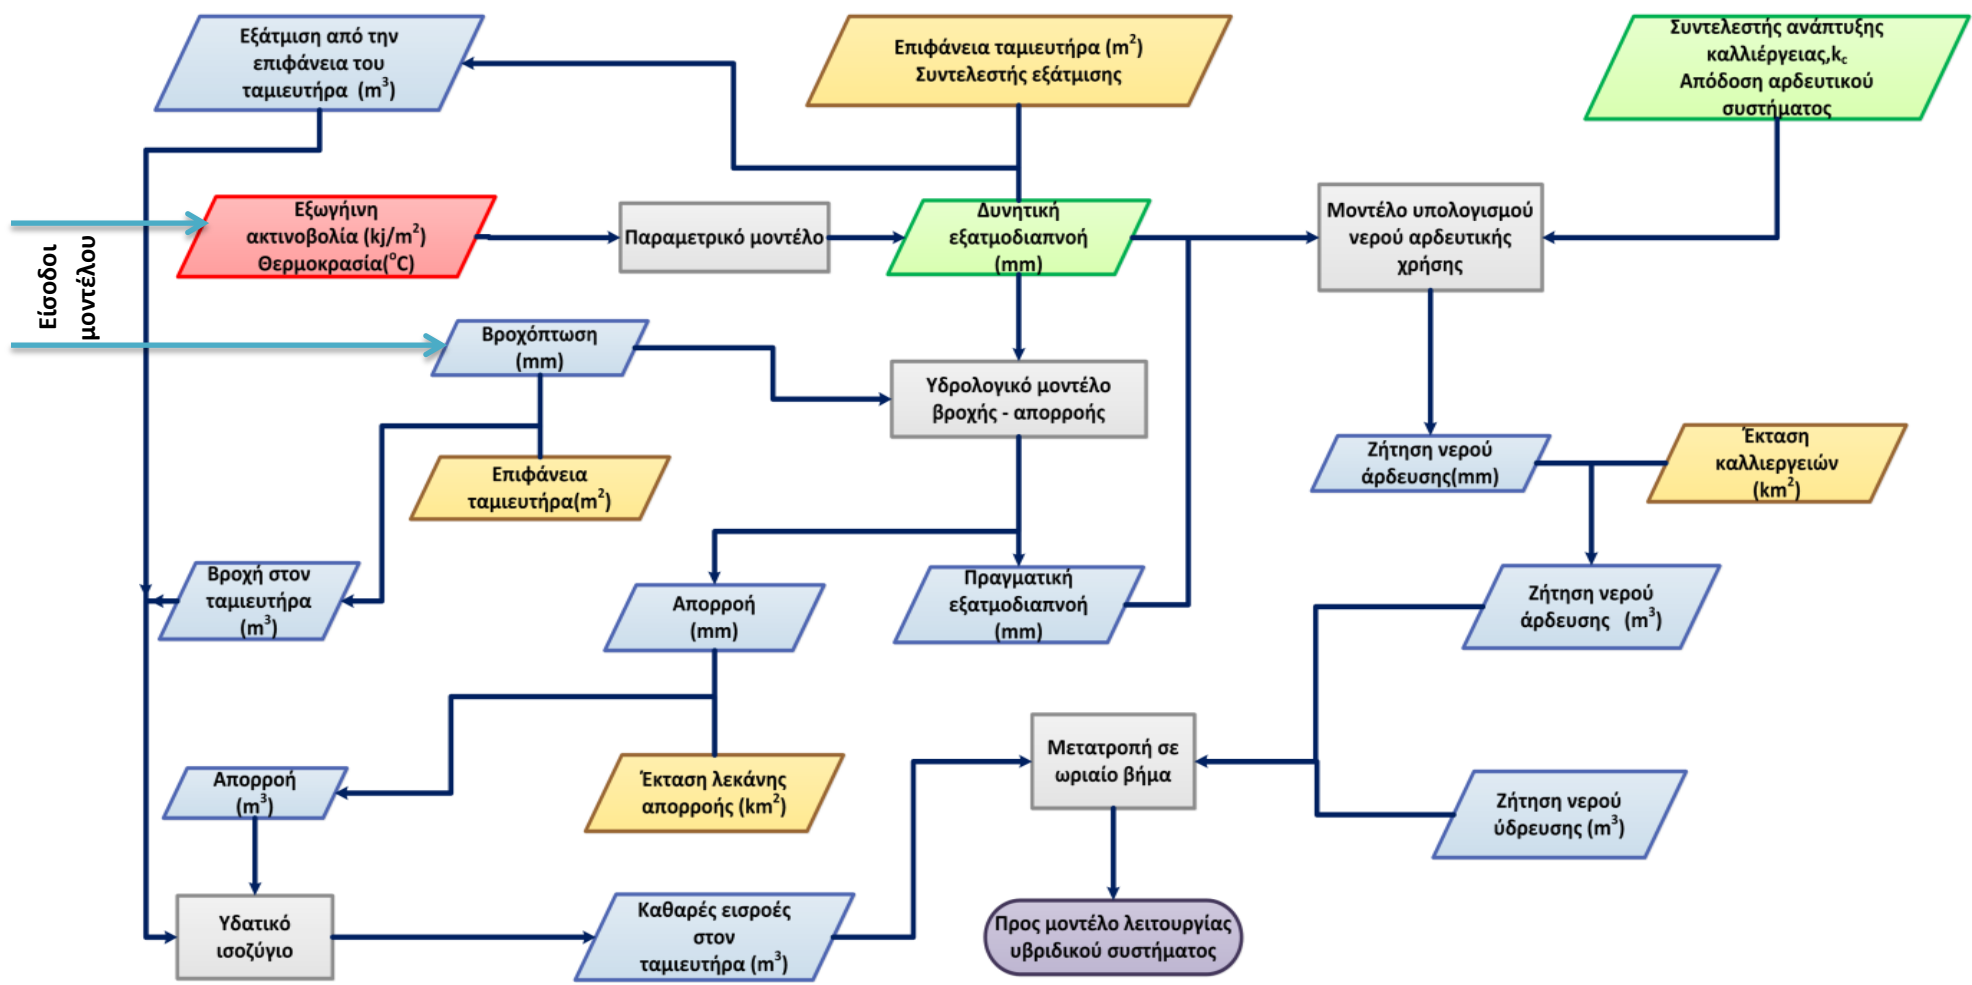 Εξάτμιση από την
επιφάνεια του
ταμιευτήρα (m³)
Επιφάνεια ταμιευτήρα (m²)
Συντελεστής εξάτμισης
Συντελεστής ανάπτυξης
καλλιέργειας,kc
Απόδοση αρδευτικού
συστήματος
Είσοδοι
μοντέλου
Εξωγήινη
ακτινοβολία (kj/m²)
Θερμοκρασία(°C)
Παραμετρικό μοντέλο
Δυνητική
εξατμοδιαπνοή
(mm)
Μοντέλο υπολογισμού
νερού αρδευτικής
χρήσης
Βροχόπτωση
(mm)
Υδρολογικό μοντέλο
βροχής - απορροής
Επιφάνεια
ταμιευτήρα(m²)
Ζήτηση νερού
άρδευσης(mm)
Έκταση
καλλιεργειών
(km²)
Βροχή στον
ταμιευτήρα
(m³)
Απορροή
(mm)
Πραγματική
εξατμοδιαπνοή
(mm)
Ζήτηση νερού
άρδευσης (m³)
Απορροή
(m³)
Έκταση λεκάνης
απορροής (km²)
Μετατροπή σε
ωριαίο βήμα
Ζήτηση νερού
ύδρευσης (m³)
Υδατικό
ισοζύγιο
Καθαρές εισροές
στον
ταμιευτήρα (m³)
Προς μοντέλο λειτουργίας
υβριδικού συστήματος